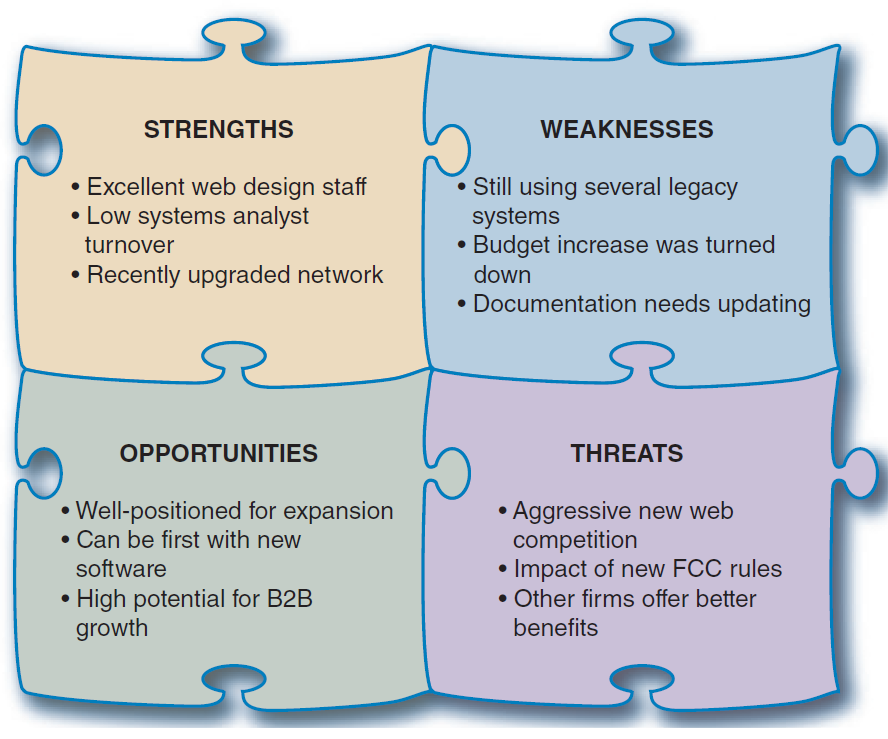 STRENGTHS
• Excellent web design staff
• Low systems analyst
turnover
• Recently upgraded network
WEAKNESSES
• Still using several legacy
systems
• Budget increase was turned
down
• Documentation needs updating
OPPORTUNITIES
• Well-positioned for expansion
• Can be first with new
software
• High potential for B2B
growth
THREATS
• Aggressive new web
competition
• Impact of new FCC rules
• Other firms offer better
benefits